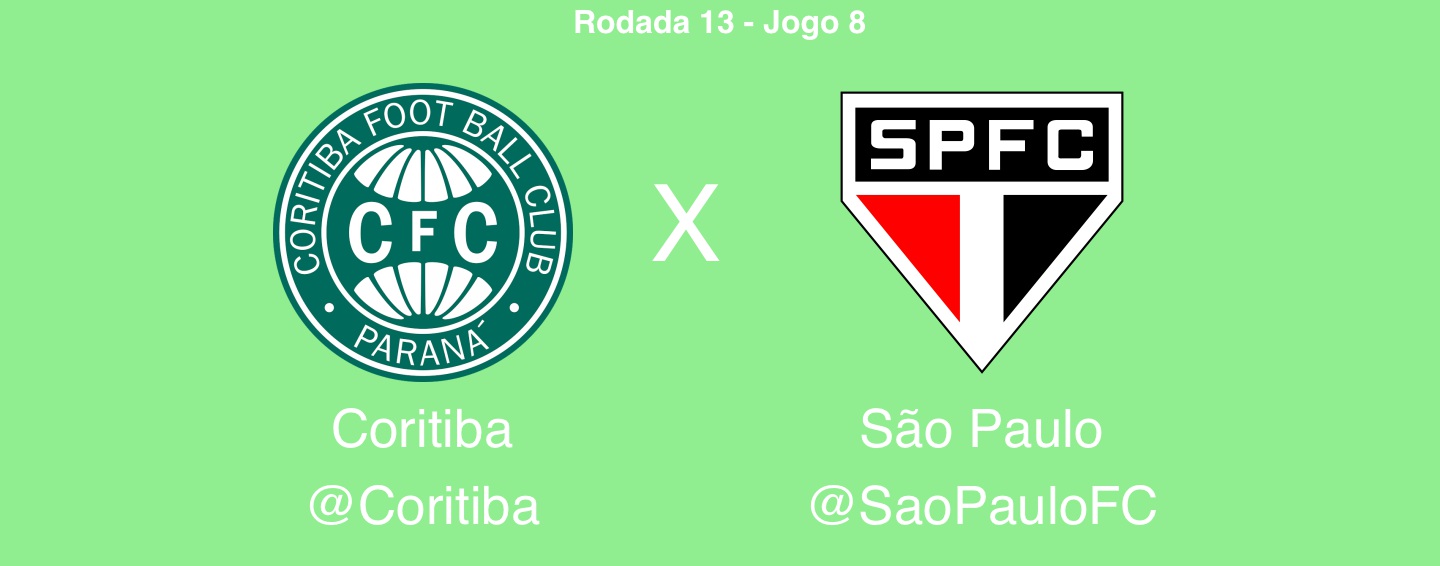 Rodada 13 - Jogo 8
CORITIBA FOOT BALL CLUB
CFC
• PARANÁ •
X
SPFC
Coritiba
São Paulo
@Coritiba
@SaoPauloFC